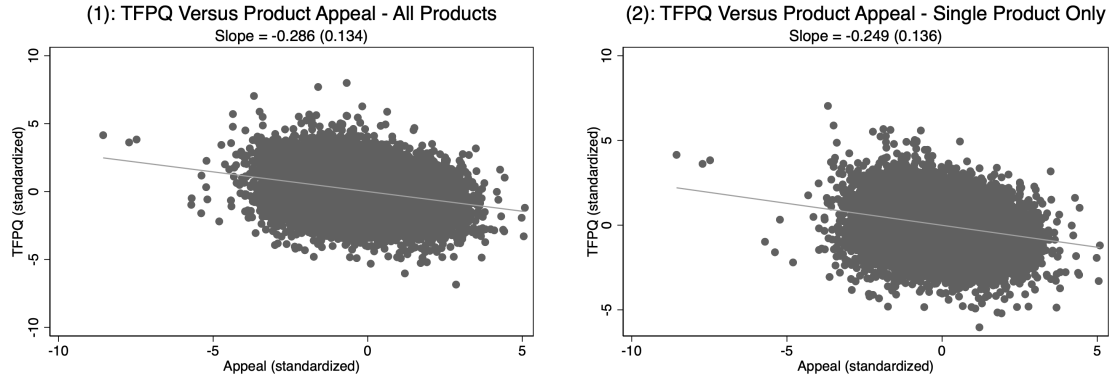 (1): TFPQ Versus Product Appeal - All Products
Slope = -0.286 (0.134)
10
5
0
-5
-10
TFPQ (standardized)
-10
-5
0
5
Appeal (standardized)
(2): TFPQ Versus Product Appeal - Single Product Only
Slope = -0.249 (0.136)
10
5
0
-5
TFPQ (standardized)
-10
-5
0
5
Appeal (standardized)